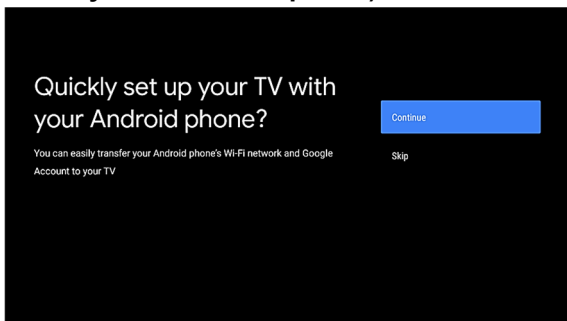 Quickly set up your TV with
your Android phone?
You can easily transfer your Android phone's Wi-Fi network and Google
Account to your TV
Continue
Skip